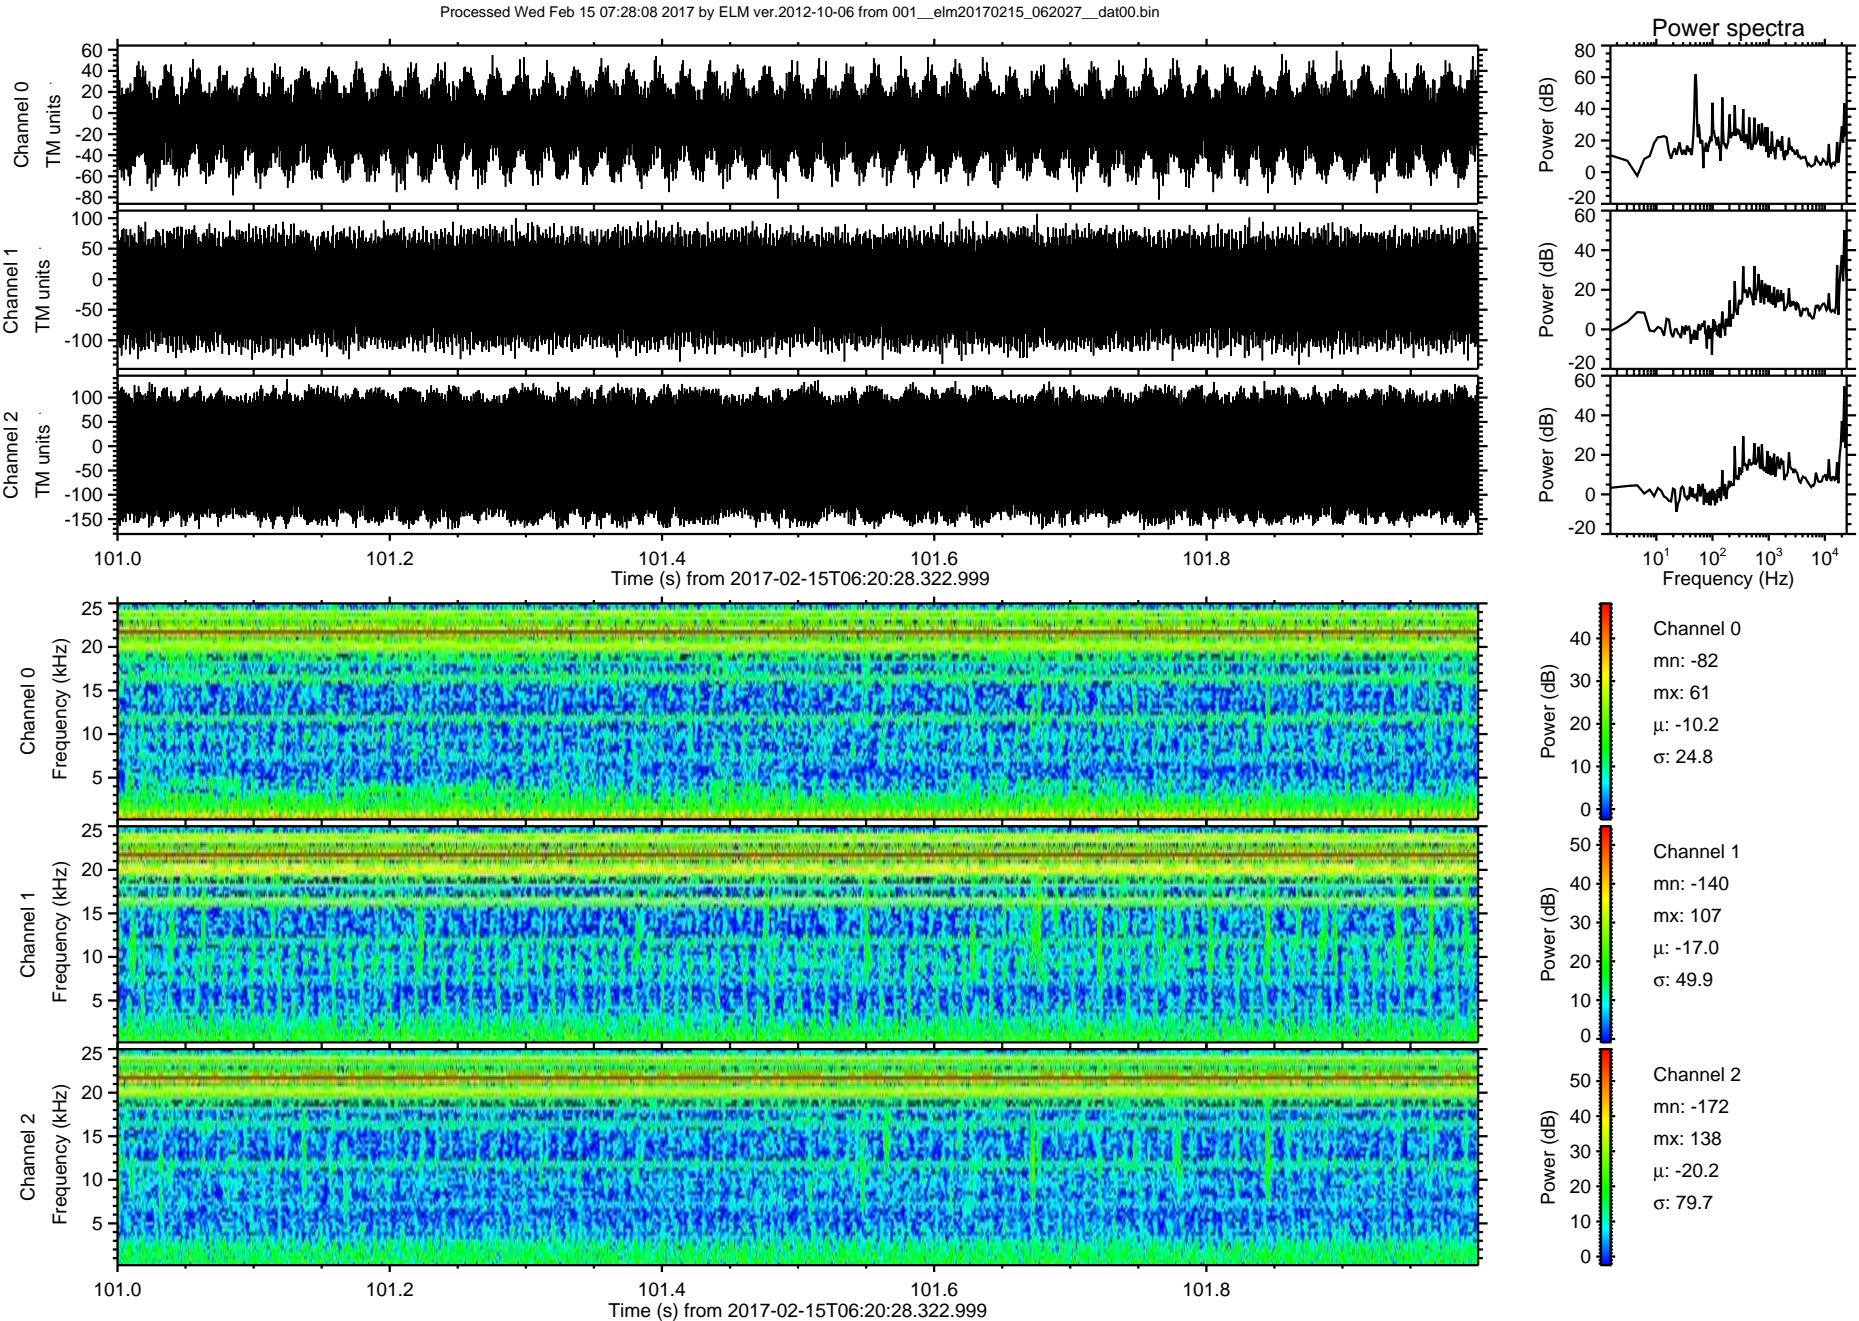 Processed Wed Feb 15 07:28:08 2017 by ELM ver.2012-10-06 from 001__elm20170215_062027__dat00.bin
Power spectra
Channel 0
TM units
60
40
20
0
-20
-40
-60
-80
Power (dB)
80
60
40
20
0
-20
Channel 1
TM units
100
50
0
-50
-100
Power (dB)
60
40
20
0
-20
Channel 2
TM units
100
50
0
-50
-100
-150
Power (dB)
60
40
20
0
-20
101.0 101.2 101.4 101.6 101.8
Time (s) from 2017-02-15T06:20:28.322.999
10^1 10^2 10^3 10^4
Frequency (Hz)
Channel 0
Frequency (kHz)
25
20
15
10
5
Power (dB)
40
30
20
10
0
Channel 0
mn: -82
mx: 61
μ: -10.2
σ: 24.8
Channel 1
Frequency (kHz)
25
20
15
10
5
Power (dB)
50
40
30
20
10
0
Channel 1
mn: -140
mx: 107
μ: -17.0
σ: 49.9
Channel 2
Frequency (kHz)
25
20
15
10
5
Power (dB)
50
40
30
20
10
0
Channel 2
mn: -172
mx: 138
μ: -20.2
σ: 79.7
101.0 101.2 101.4 101.6 101.8
Time (s) from 2017-02-15T06:20:28.322.999